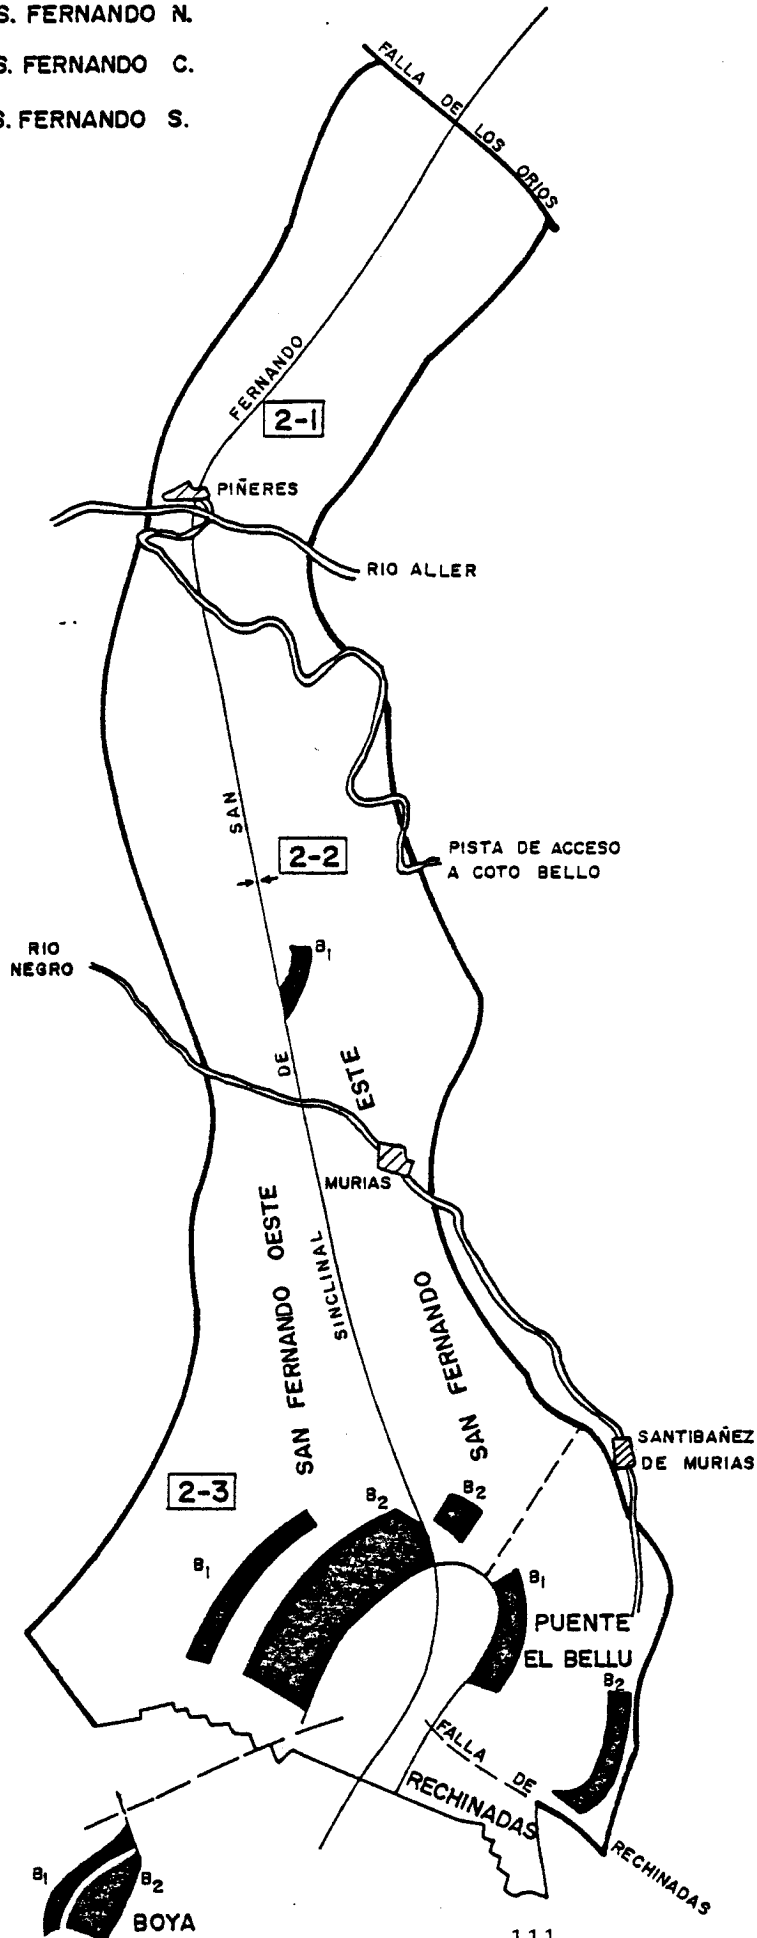 S. FERNANDO N.
S. FERNANDO C.
S. FERNANDO S.
FALLA DE LOS ORIOS
FERNANDO
2-1
PIÑERES
RIO ALLER
SAN
2-2
PISTA DE ACCESO
A COTO BELLO
B1
RIO
NEGRO
DE
ESTE
MURIAS
SAN FERNANDO OESTE
SINCLINAL
SAN FERNANDO
SANTIBAÑEZ
DE MURIAS
2-3
B2
B2
B1
B1
PUENTE
EL BELLU
B2
FALLA DE
RECHINADAS
RECHINADAS
B1
B2
BOYA
111